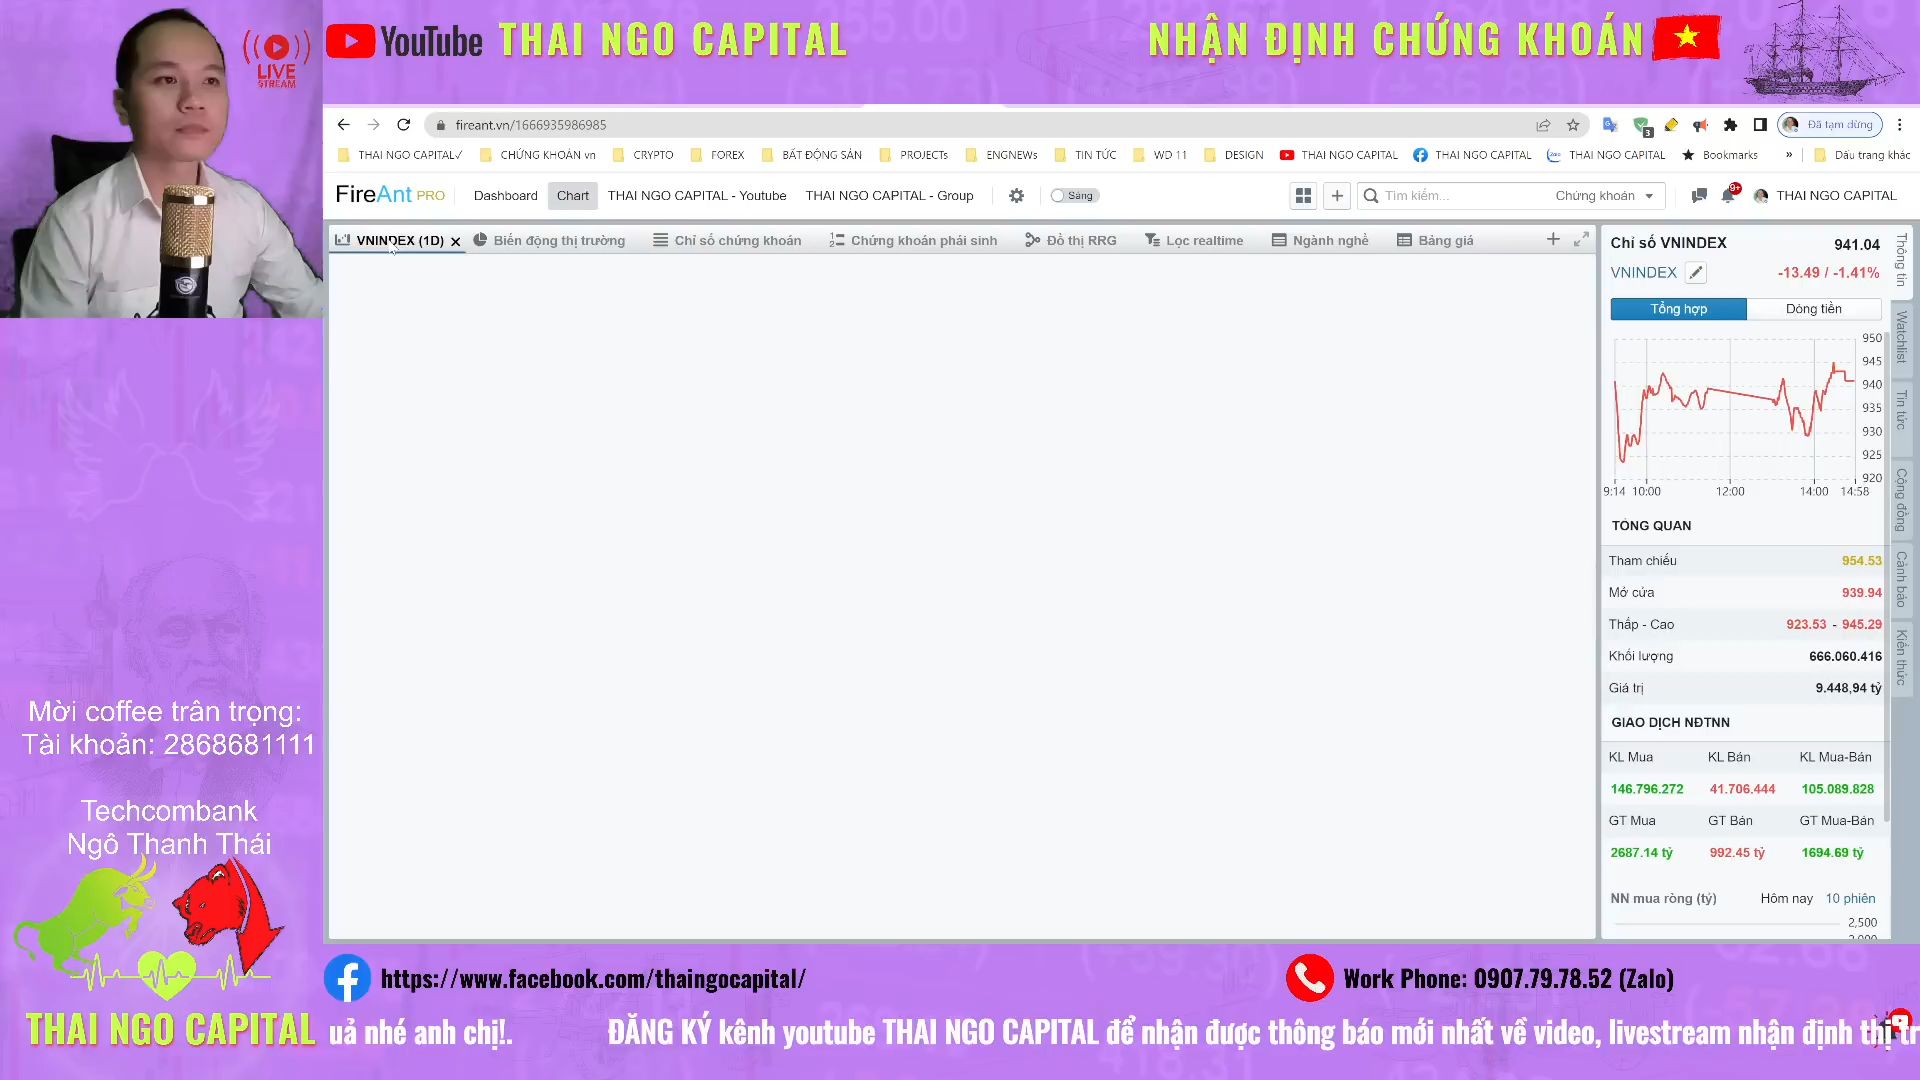 LIVE
STREAM
YouTube THAI NGO CAPITAL
NHẬN ĐỊNH CHỨNG KHOÁN
fireant.vn/1666935986985
3
Đã tạm dừng
THAI NGO CAPITAL✓ CHỨNG KHOÁN vn CRYPTO FOREX BẤT ĐỘNG SẢN PROJECTs ENGNEWs TIN TỨC WD 11 DESIGN THAI NGO CAPITAL THAI NGO CAPITAL THAI NGO CAPITAL Bookmarks » Dấu trang khác
FireAnt PRO Dashboard Chart THAI NGO CAPITAL - Youtube THAI NGO CAPITAL - Group Sáng Tìm kiếm... Chứng khoán 9+ THAI NGO CAPITAL
VNINDEX (1D) Biến động thị trường Chỉ số chứng khoán Chứng khoán phái sinh Đồ thị RRG Lọc realtime Ngành nghề Bảng giá
Chỉ số VNINDEX 941.04
VNINDEX -13.49 / -1.41%
Tổng hợp Dòng tiền
950
945
940
935
930
925
920
9:14 10:00 12:00 14:00 14:58
TỔNG QUAN
Tham chiếu 954.53
Mở cửa 939.94
Thấp - Cao 923.53 - 945.29
Khối lượng 666.060.416
Giá trị 9.448,94 tỷ
GIAO DỊCH NĐTNN
KL Mua KL Bán KL Mua-Bán
146.796.272 41.706.444 105.089.828
GT Mua GT Bán GT Mua-Bán
2687.14 tỷ 992.45 tỷ 1694.69 tỷ
NN mua ròng (tỷ) Hôm nay 10 phiên
2,500
Thông tin
Watchlist
Tin tức
Cộng đồng
Cảnh báo
Kiến thức
Mời coffee trân trọng:
Tài khoản: 2868681111
Techcombank
Ngô Thanh Thái
THAI NGO CAPITAL
https://www.facebook.com/thaingocapital/
Work Phone: 0907.79.78.52 (Zalo)
uả nhé anh chị!. ĐĂNG KÝ kênh youtube THAI NGO CAPITAL để nhận được thông báo mới nhất về video, livestream nhận định thị tr